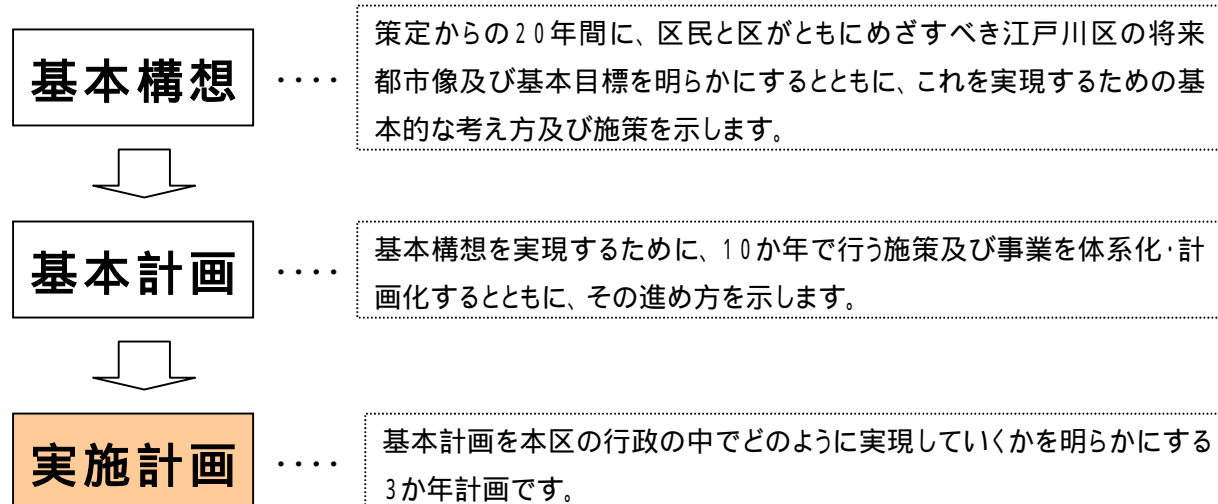 基本構想
････
策定からの20年間に、区民と区がともにめざすべき江戸川区の将来
都市像及び基本目標を明らかにするとともに、これを実現するための基
本的な考え方及び施策を示します。
基本計画
････
基本構想を実現するために、10か年で行う施策及び事業を体系化･計
画化するとともに、その進め方を示します。
実施計画
････
基本計画を本区の行政の中でどのように実現していくかを明らかにする
3か年計画です。